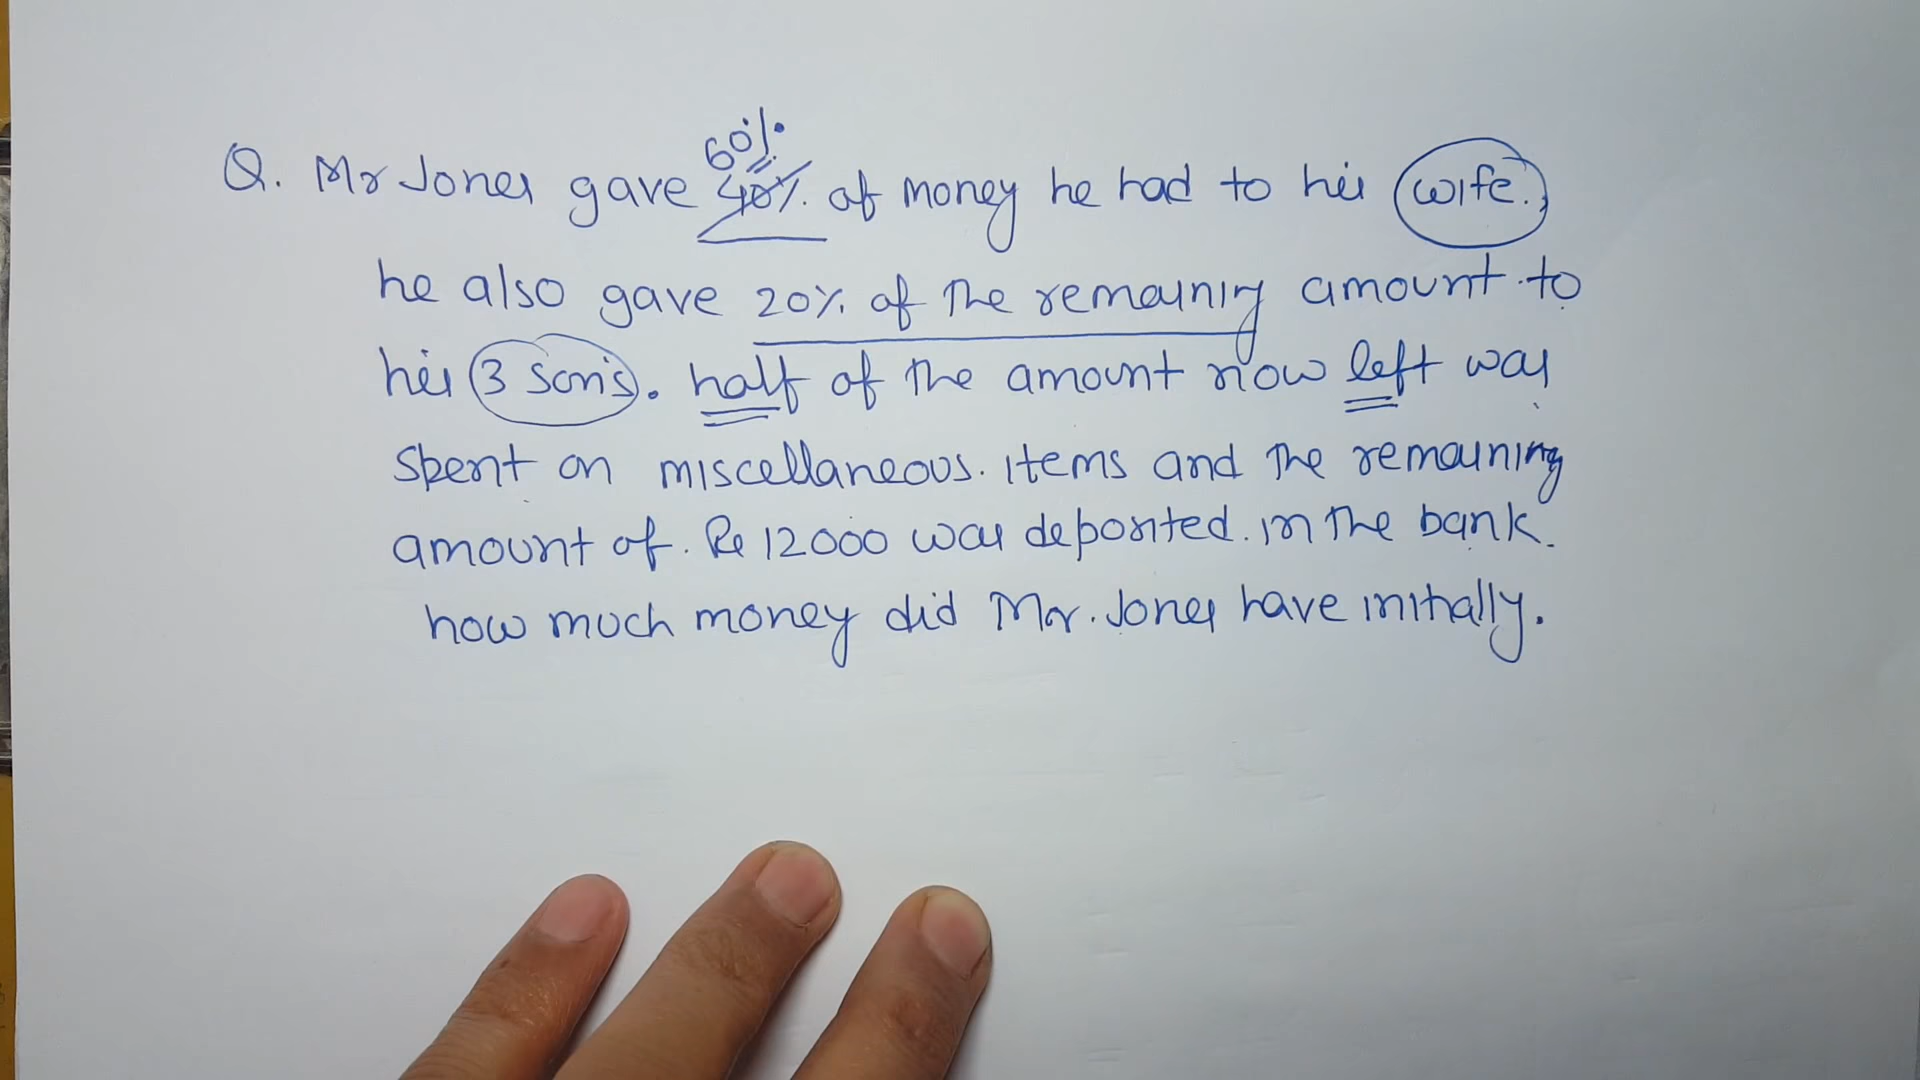 60%
Q. Mr Jones gave 40% of money he had to his wife.
he also gave 20% of the remaining amount to
his 3 son's. half of the amount now left was
spent on miscellaneous. items and the remaining
amount of. Re 12000 was deposited. in the bank.
how much money did Mr. Jones have initially.